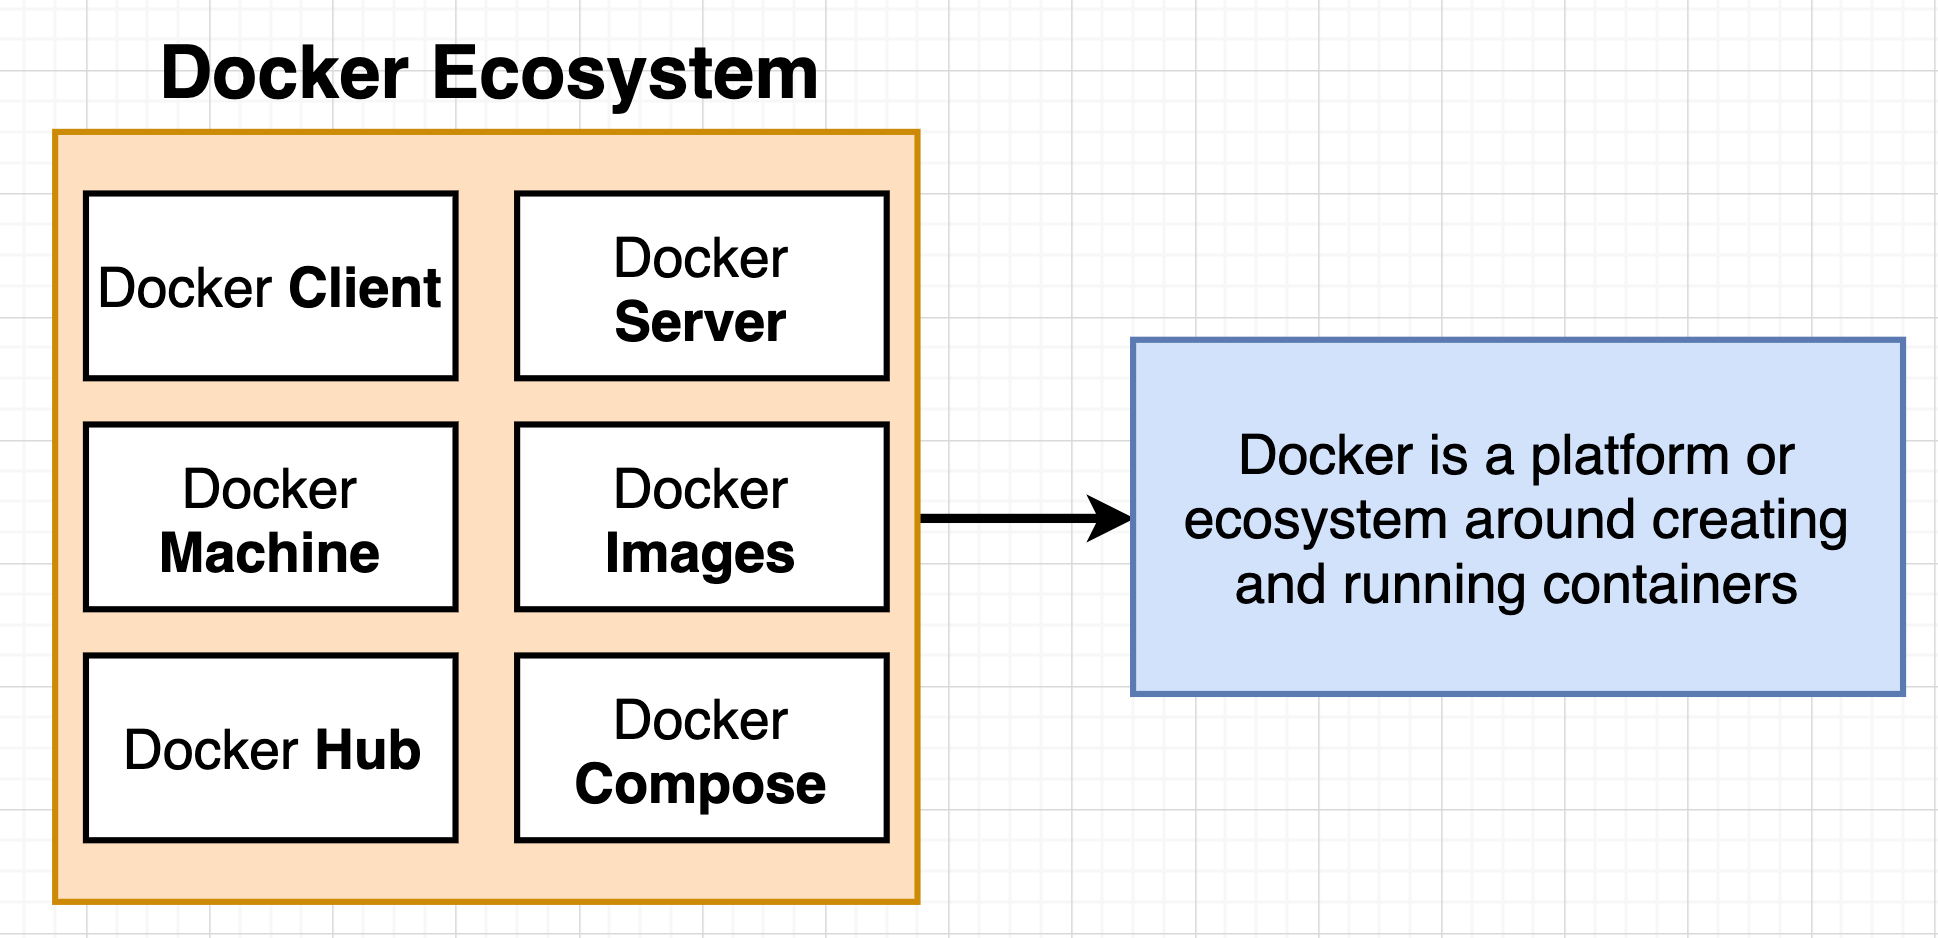 Docker Ecosystem
Docker Client
Docker
Server
Docker
Machine
Docker
Images
Docker Hub
Docker
Compose
Docker is a platform or
ecosystem around creating
and running containers